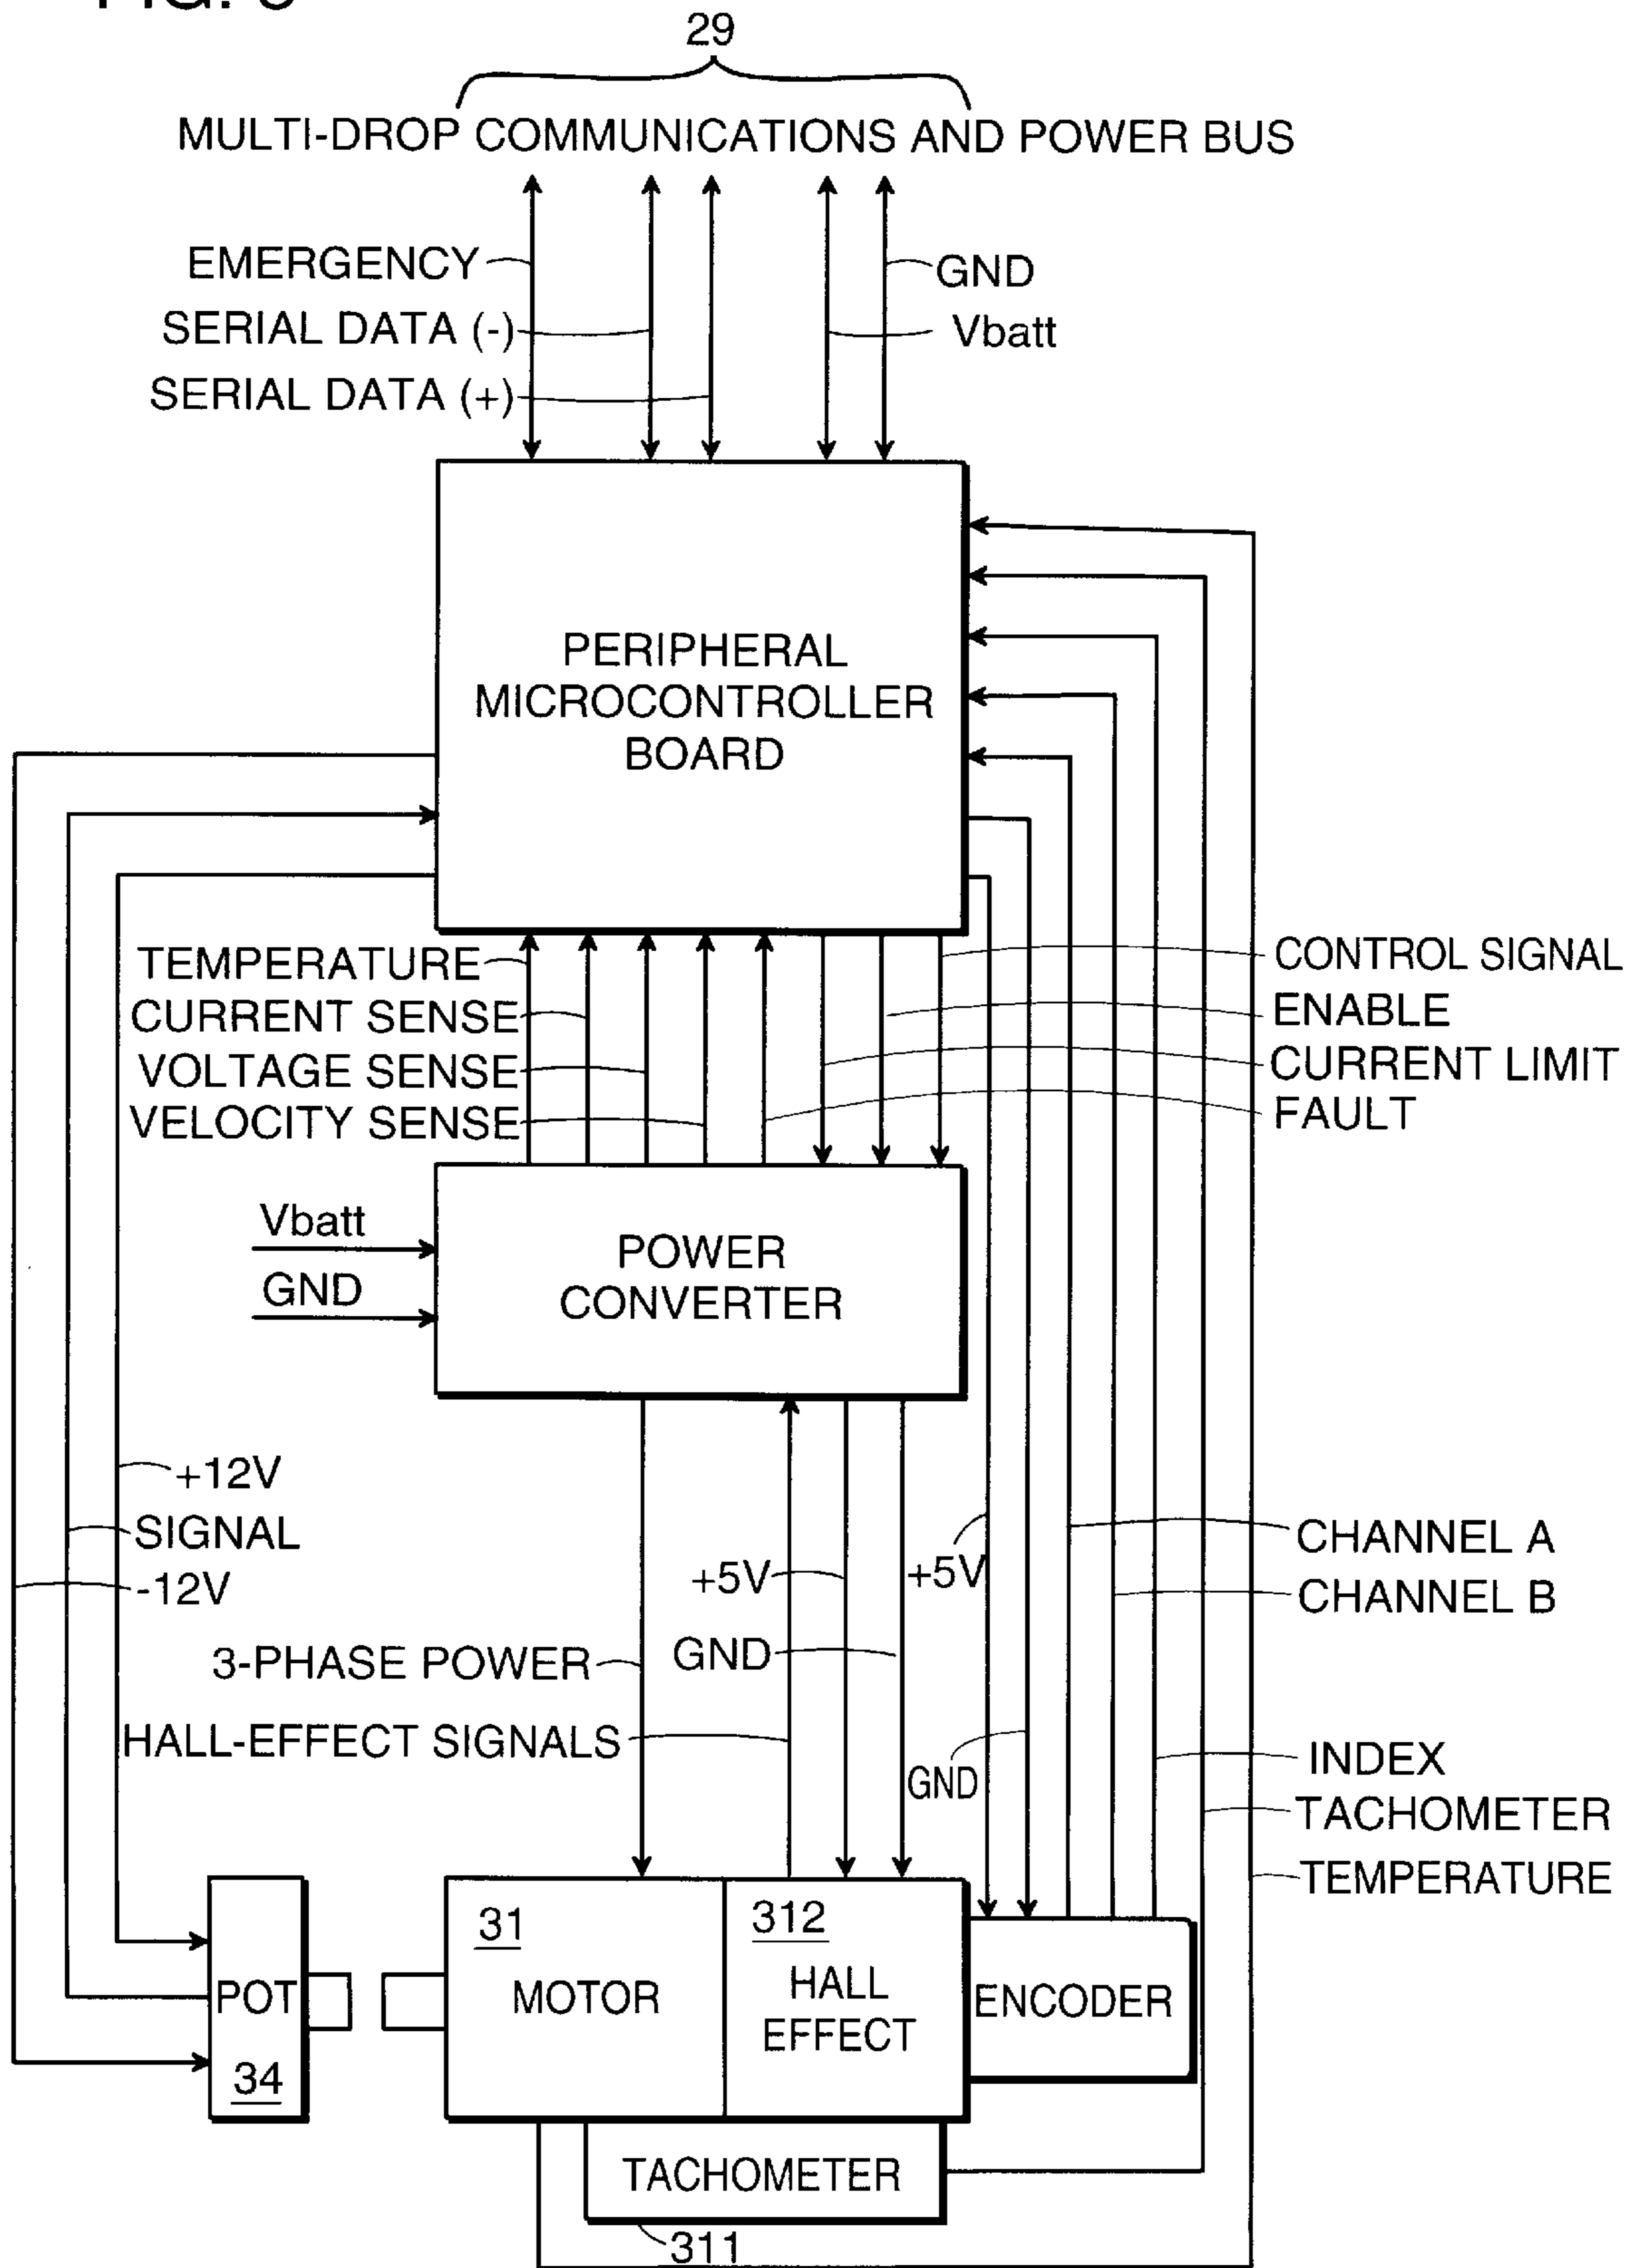 29
MULTI-DROP COMMUNICATIONS AND POWER BUS
EMERGENCY
GND
SERIAL DATA (-)
Vbatt
SERIAL DATA (+)
PERIPHERAL
MICROCONTROLLER
BOARD
TEMPERATURE
CONTROL SIGNAL
CURRENT SENSE
ENABLE
VOLTAGE SENSE
CURRENT LIMIT
VELOCITY SENSE
FAULT
Vbatt
GND
POWER
CONVERTER
+12V
SIGNAL
-12V
+5V
+5V
CHANNEL A
CHANNEL B
3-PHASE POWER
GND
HALL-EFFECT SIGNALS
GND
INDEX
TACHOMETER
TEMPERATURE
31
MOTOR
312
HALL
EFFECT
ENCODER
POT
34
TACHOMETER
311